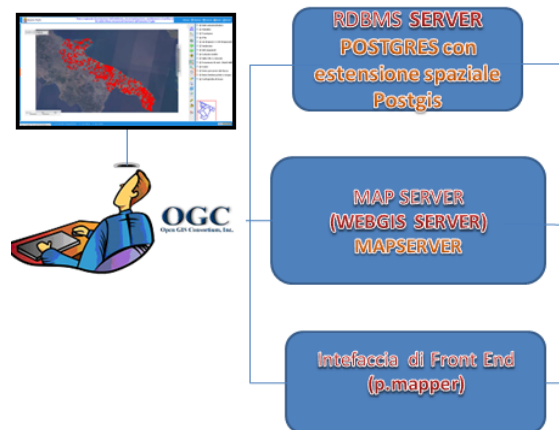 RDBMS SERVER
POSTGRES con
estensione spaziale
Postgis
OGC
Open GIS Consortium, Inc.
MAP SERVER
(WEBGIS SERVER)
MAPSERVER
Intefaccia di Front End
(p.mapper)